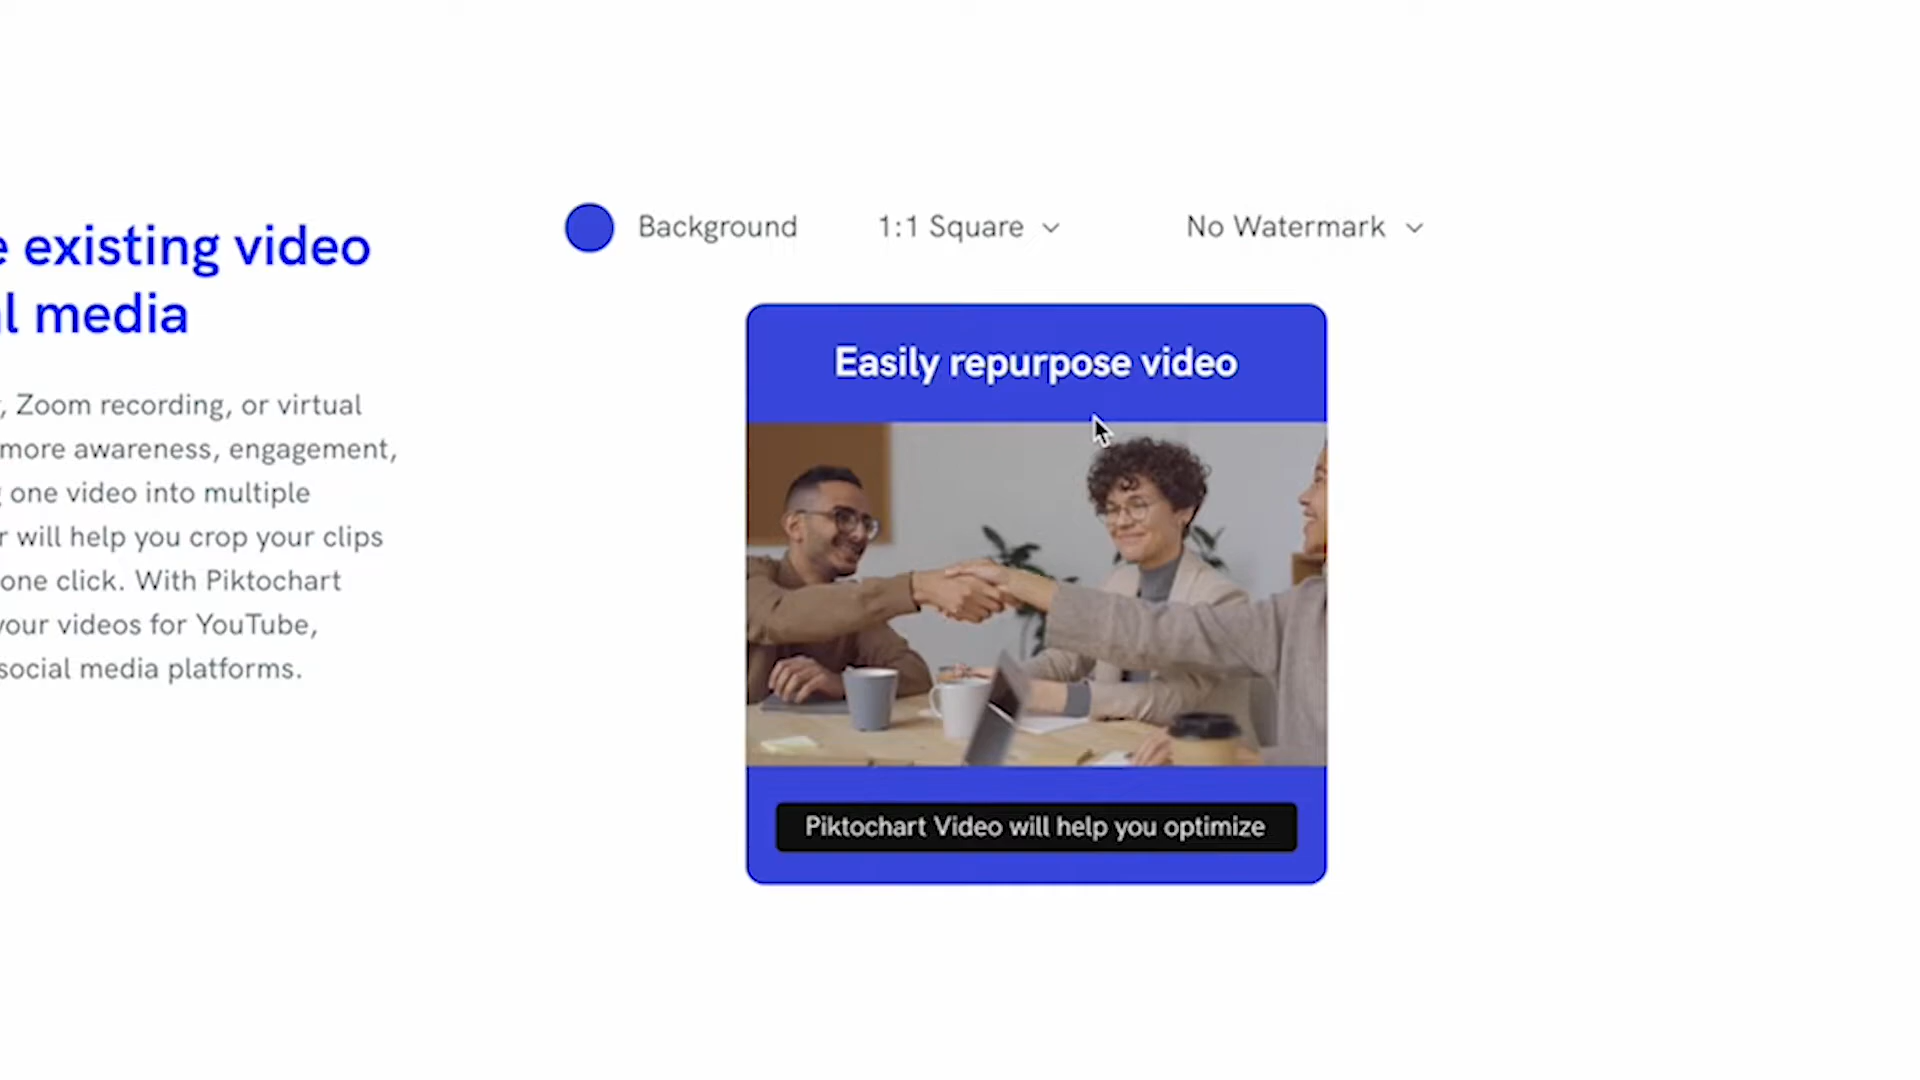 existing video
media
, Zoom recording, or virtual
more awareness, engagement,
one video into multiple
will help you crop your clips
one click. With Piktochart
your videos for YouTube,
social media platforms.
Background
1:1 Square
No Watermark
Easily repurpose video
Piktochart Video will help you optimize